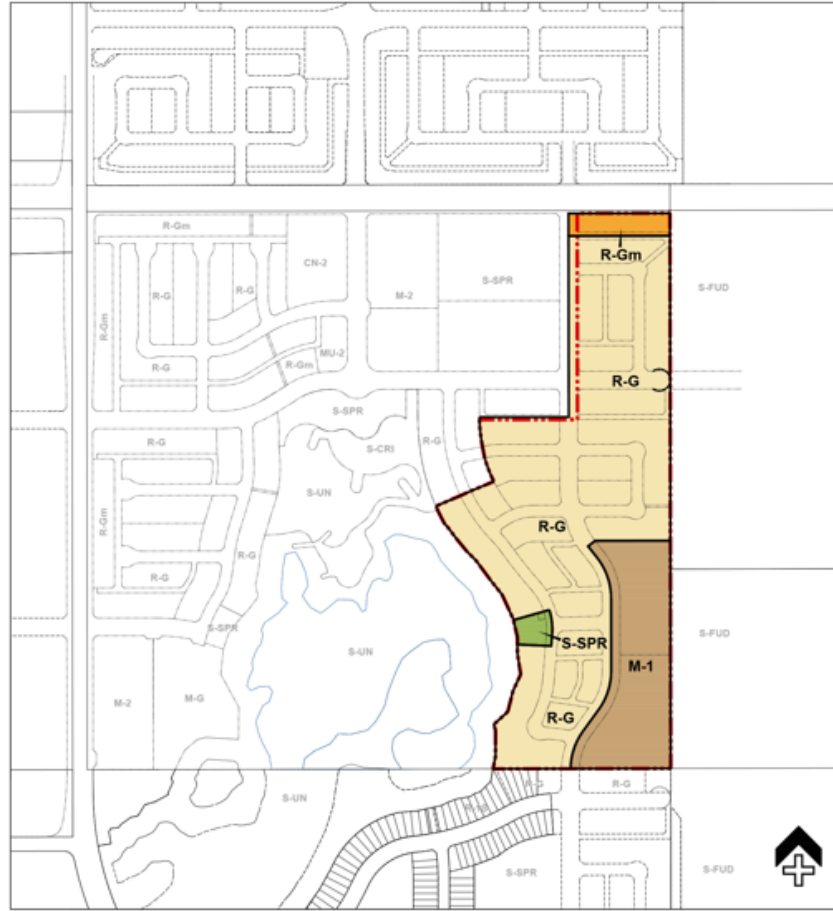 R-Gm
CN-2
R-Gm
R-G
R-G
M-2
S-SPR
S-FUD
R-Gm
R-G
R-G
MU-2
R-Gm
R-G
S-SPR
R-G
R-G
S-CRI
S-UN
R-Gm
R-G
R-G
R-G
S-SPR
S-UN
S-SPR
S-FUD
M-1
M-2
M-G
R-G
S-UN
R-G
R-G
S-SPR
S-FUD